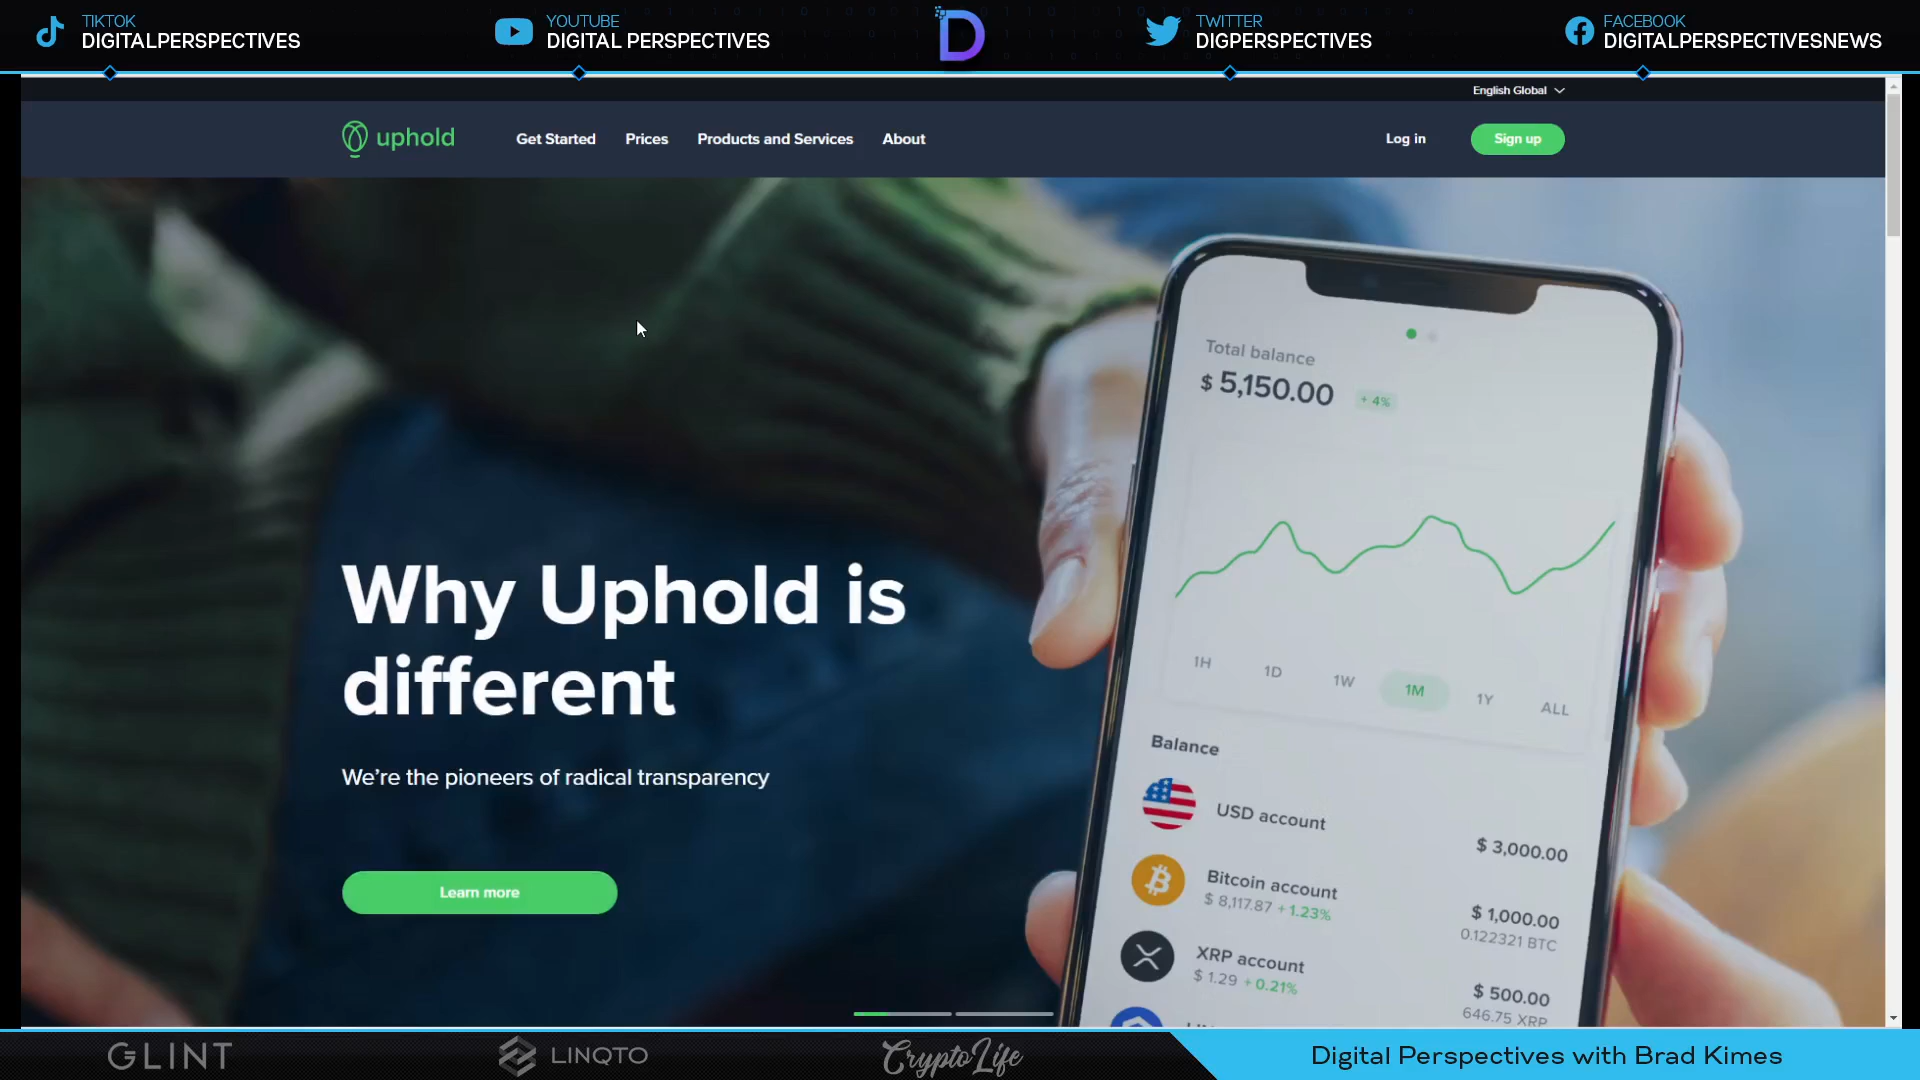 TIKTOK
DIGITALPERSPECTIVES
YOUTUBE
DIGITAL PERSPECTIVES
D
TWITTER
DIGPERSPECTIVES
FACEBOOK
DIGITALPERSPECTIVESNEWS
English Global
uphold
Get Started
Prices
Products and Services
About
Log in
Sign up
Total balance
$ 5,150.00
+ 4%
Why Uphold is
different
We're the pioneers of radical transparency
Learn more
1H 1D 1W 1M 1Y ALL
Balance
USD account
$ 3,000.00
Bitcoin account
$ 8,117.87 +1.23%
$ 1,000.00
0.122321 BTC
XRP account
$ 1.29 +0.21%
$ 500.00
646.75 XRP
GLINT
LINQTO
CryptoLife
Digital Perspectives with Brad Kimes